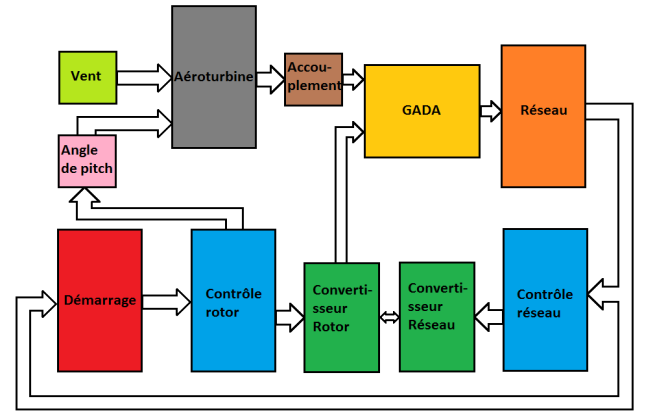 Vent
Aéroturbine
Accou-
plement
GADA
Réseau
Angle
de pitch
Démarrage
Contrôle
rotor
Converti-
sseur
Rotor
Converti-
sseur
Réseau
Contrôle
réseau